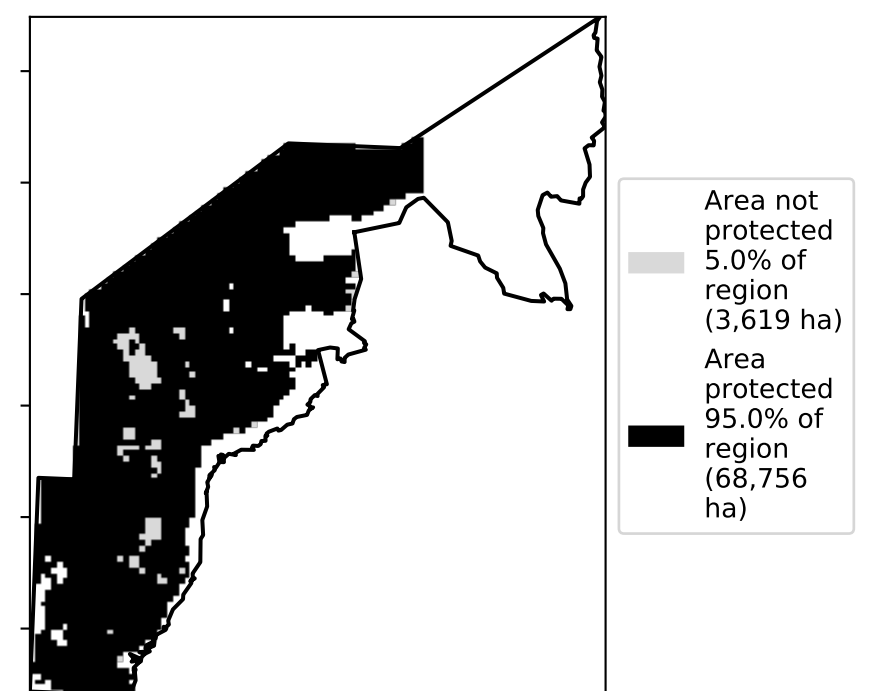 Area not
protected
5.0% of
region
(3,619 ha)
Area
protected
95.0% of
region
(68,756
ha)